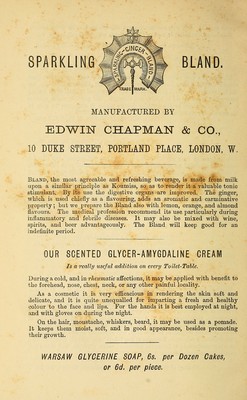 SPARKLING BLAND.
SPARKLING GINGER BLAND
TRADE MARK.
MANUFACTURED BY
EDWIN CHAPMAN & CO.,
10 DUKE STREET, PORTLAND PLACE, LONDON, W.
BLAND, the most agreeable and refreshing beverage, is made from milk
upon a similar principle as Koumiss, so as to render it a valuable tonic
stimulant. By its use the digestive organs are improved. The ginger,
which is used chiefly as a flavouring, adds an aromatic and carminative
property; but we prepare the Bland also with lemon, orange, and almond
flavours. The medical profession recommend its use particularly during
inflammatory and febrile diseases. It may also be mixed with wine,
spirits, and beer advantageously. The Bland will keep good for an
indefinite period.
OUR SCENTED GLYCER-AMYGDALINE CREAM
Is a really useful addition on every Toilet-Table.
During a cold, and in rheumatic affections, it may be applied with benefit to
the forehead, nose, chest, neck, or any other painful locality.
As a cosmetic it is very efficacious in rendering the skin soft and
delicate, and it is quite unequalled for imparting a fresh and healthy
colour to the face and lips. For the hands it is best employed at night,
and with gloves on during the night.
On the hair, moustache, whiskers, beard, it may be used as a pomade.
It keeps them moist, soft, and in good appearance, besides promoting
their growth.
WARSAW GLYCERINE SOAP, 6s. per Dozen Cakes,
or 6d. per piece.